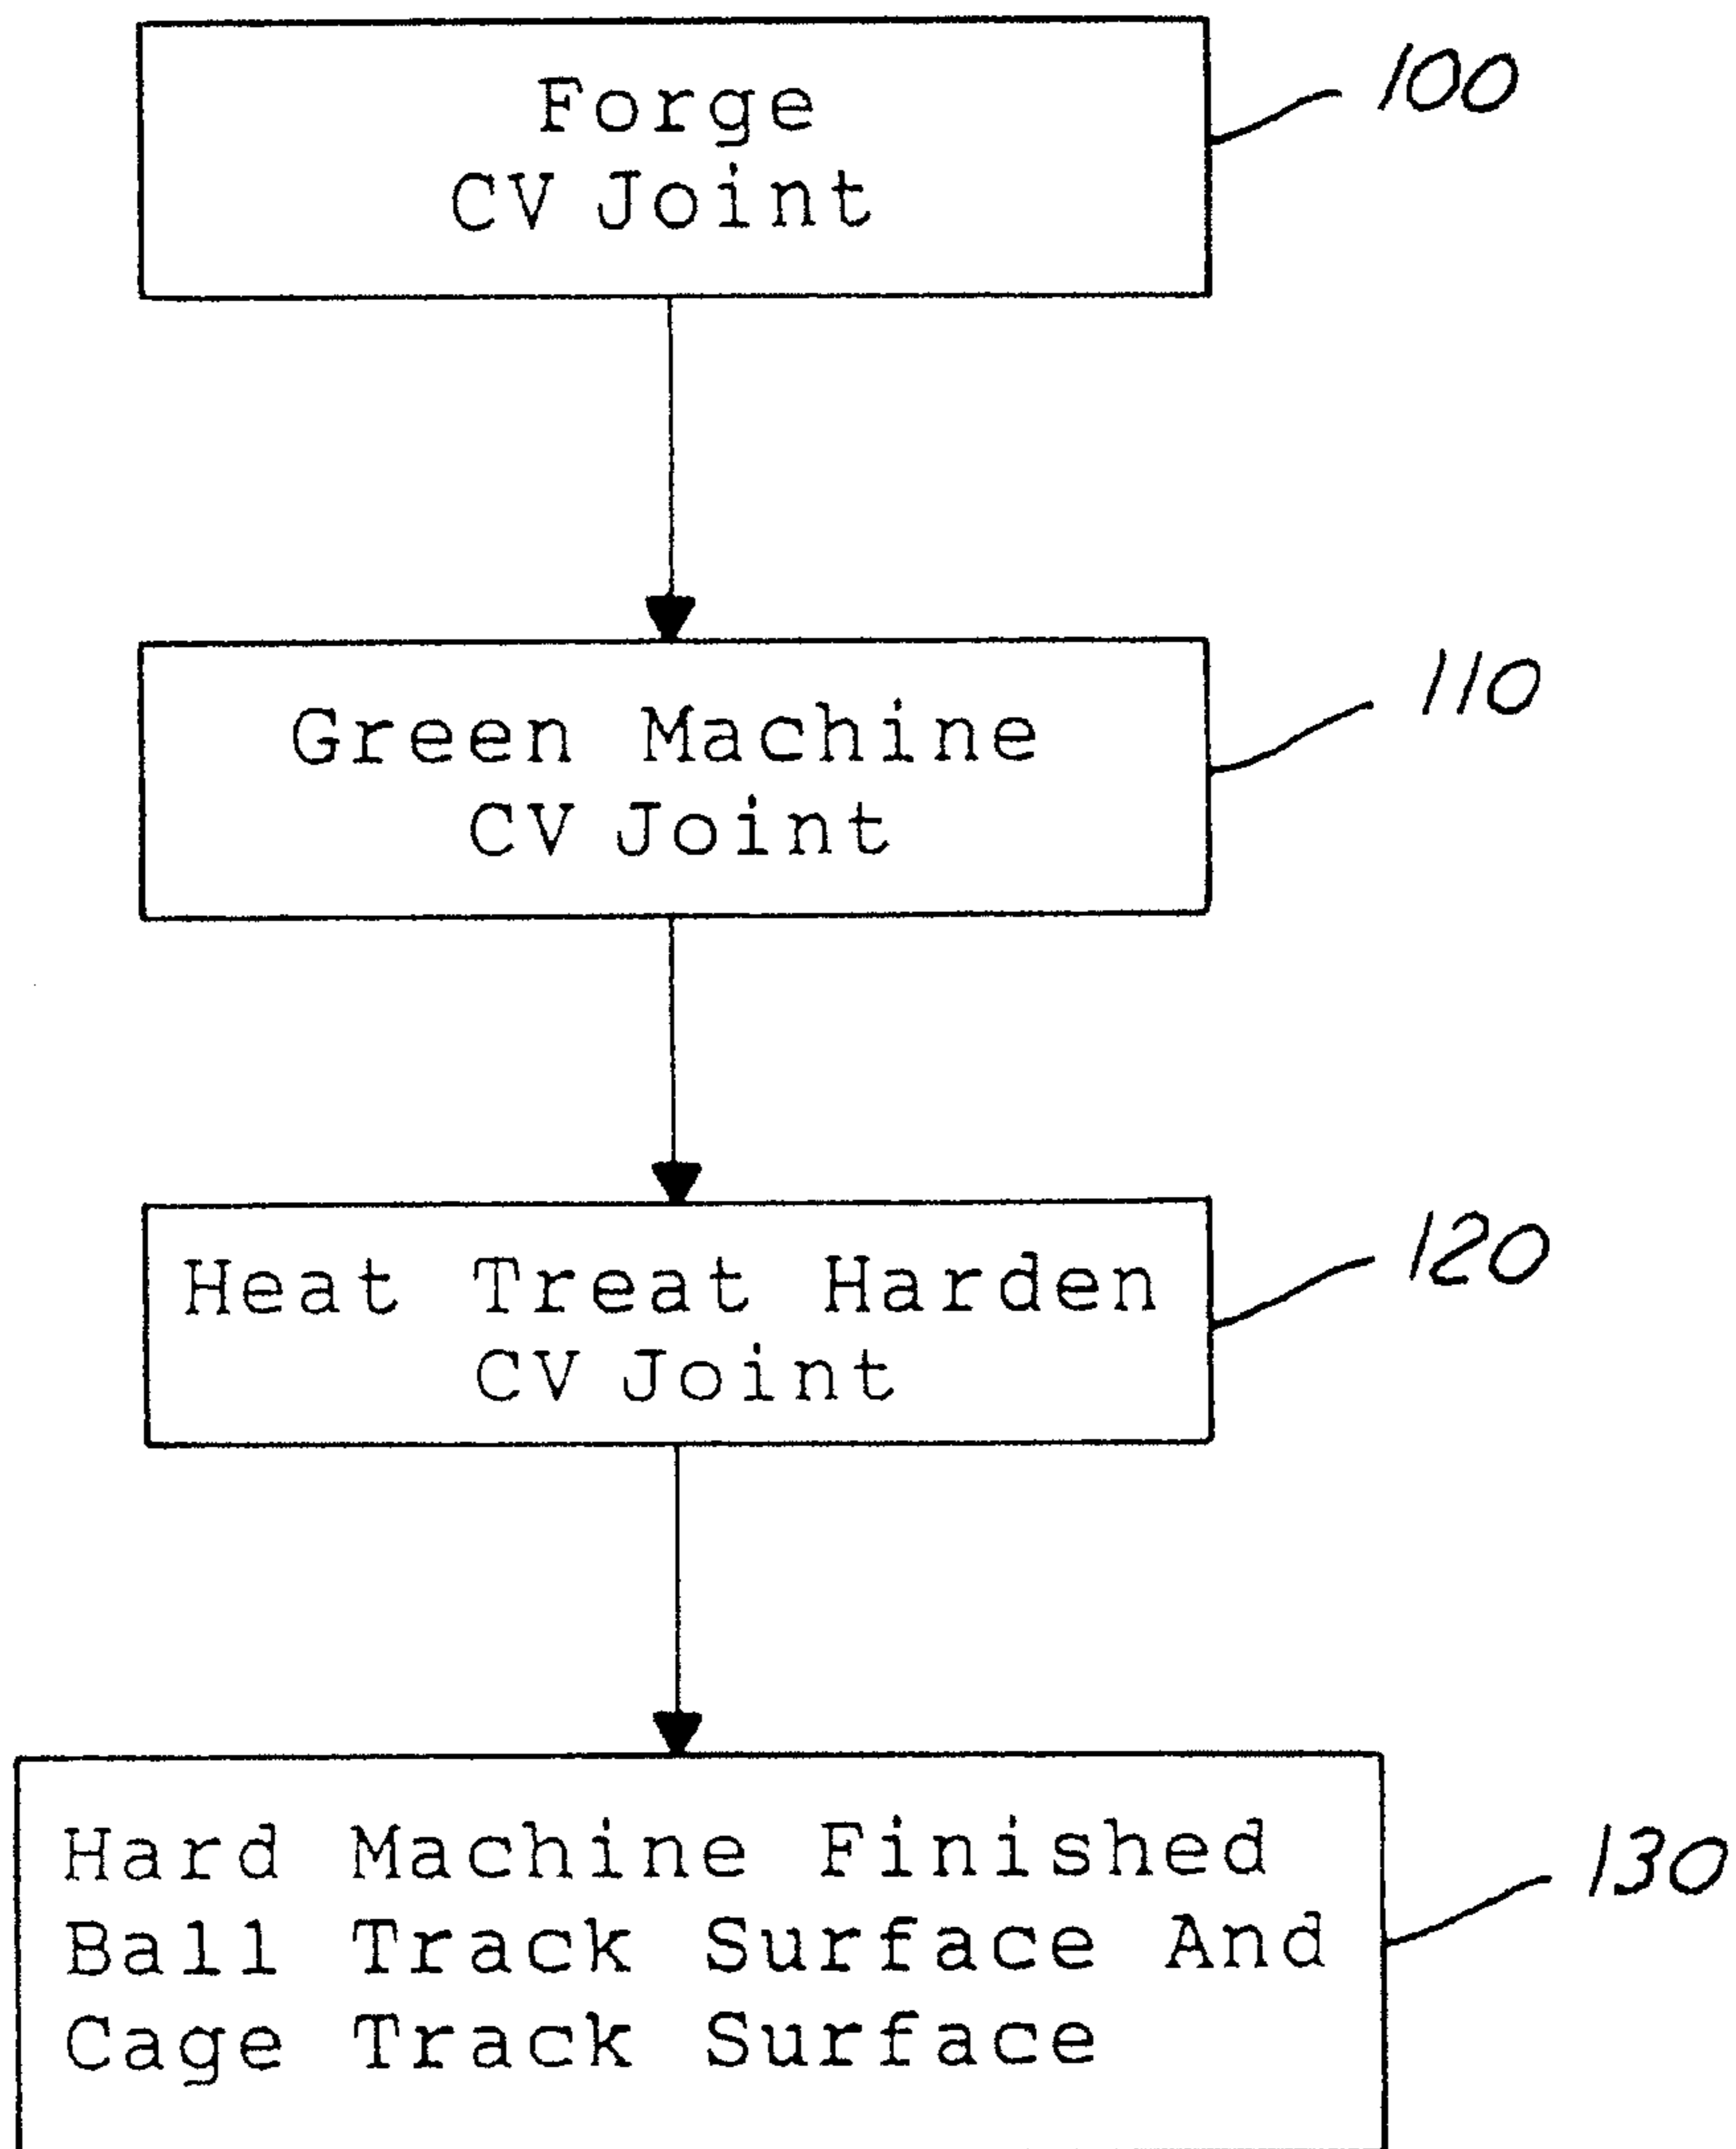 Forge
CV Joint
100
Green Machine
CV Joint
110
Heat Treat Harden
CV Joint
120
Hard Machine Finished
Ball Track Surface And
Cage Track Surface
130